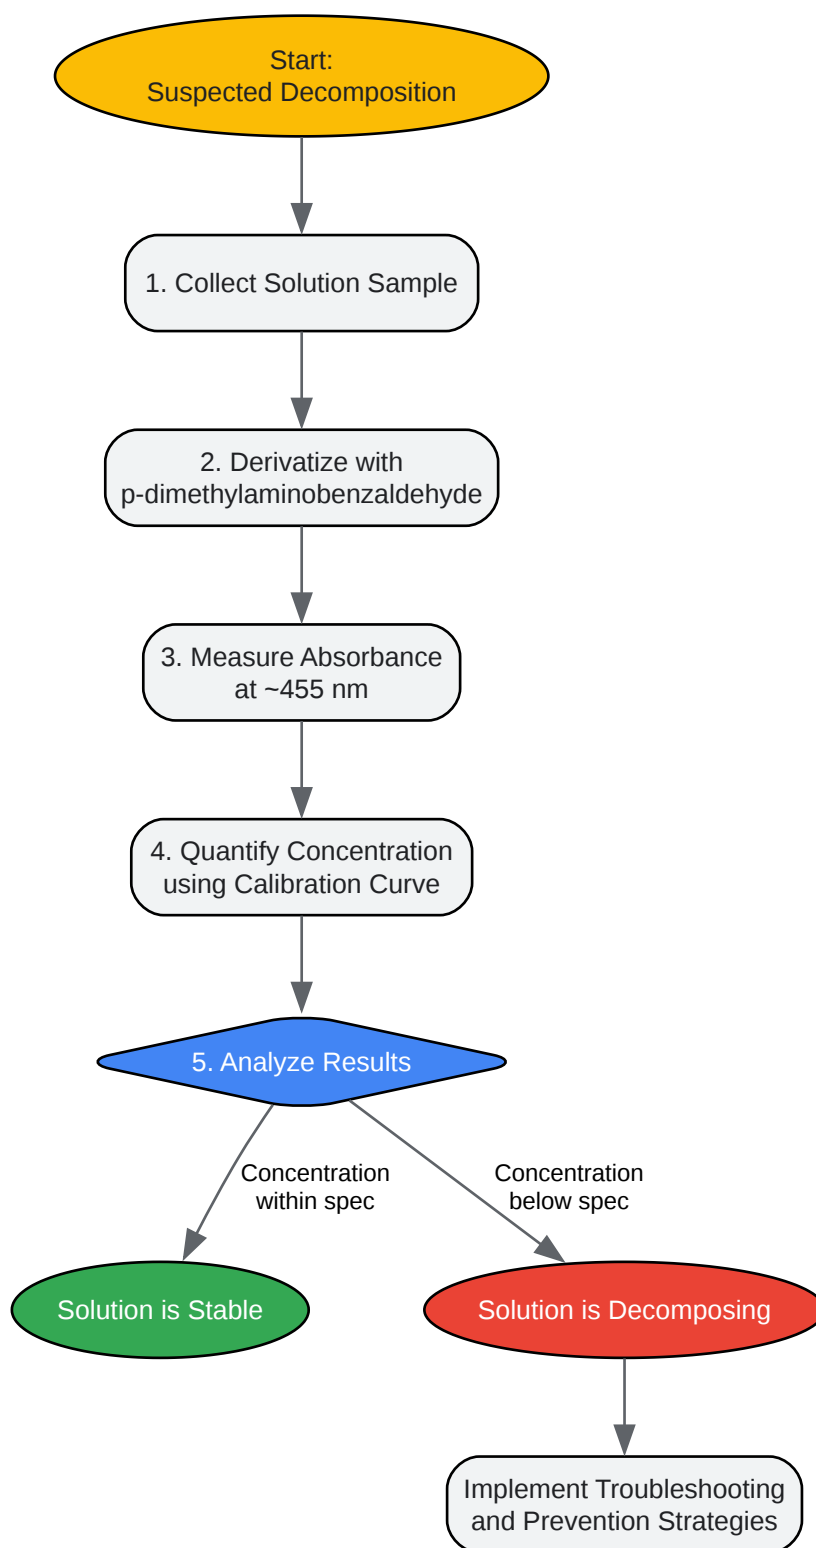 Start:
Suspected Decomposition
1. Collect Solution Sample
2. Derivatize with
p-dimethylaminobenzaldehyde
3. Measure Absorbance
at ~455 nm
4. Quantify Concentration
using Calibration Curve
5. Analyze Results
Concentration
within spec
Concentration
below spec
Solution is Stable
Solution is Decomposing
Implement Troubleshooting
and Prevention Strategies